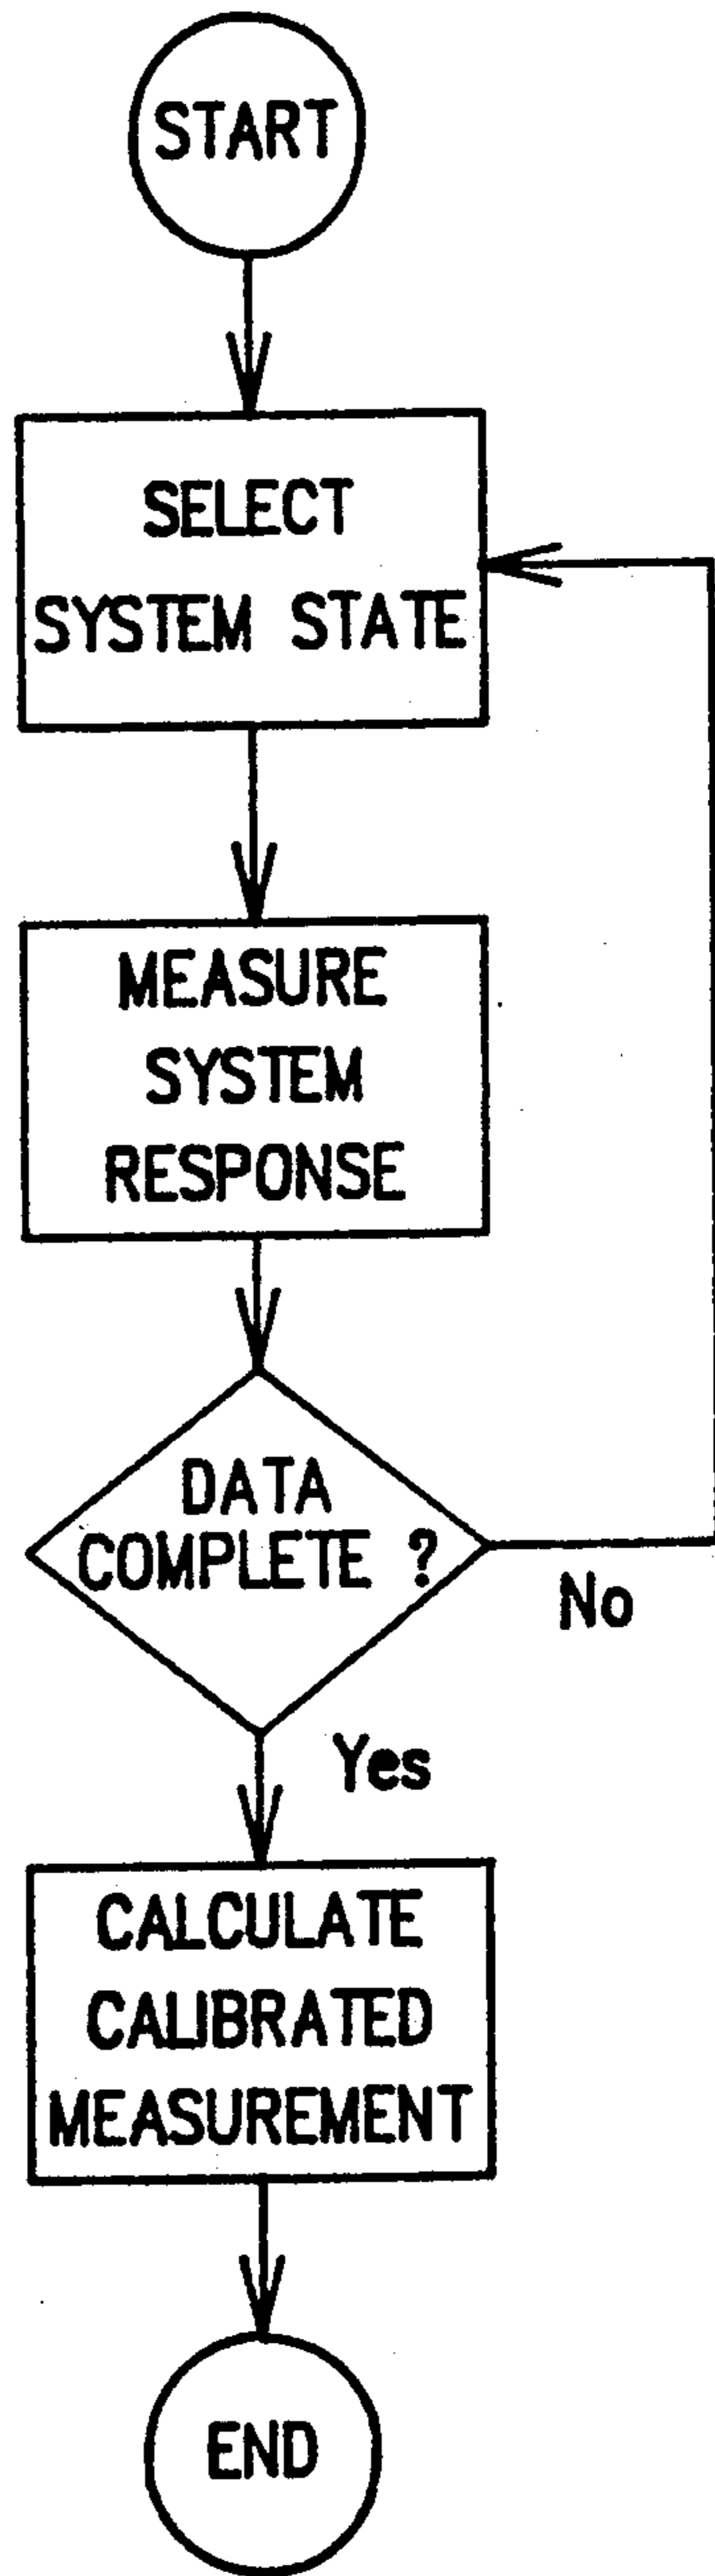 START
SELECT
SYSTEM STATE
MEASURE
SYSTEM
RESPONSE
DATA
COMPLETE ?
No
Yes
CALCULATE
CALIBRATED
MEASUREMENT
END